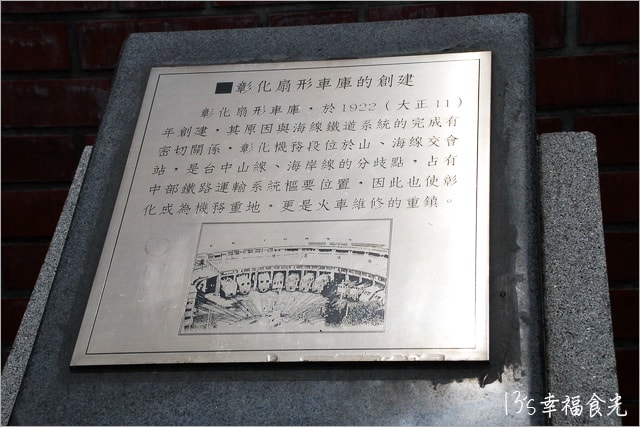 ■彰化扇形車庫的創建
彰化扇形車庫，於1922（大正11）
年創建，其原因與海線鐵道系統的完成有
密切關係，彰化機務段位於山、海線交會
站，是台中山線、海岸線的分歧點，占有
中部鐵路運輸系統樞要位置，因此也使彰
化成為機務重地，更是火車維修的重鎮。
13's幸福食光